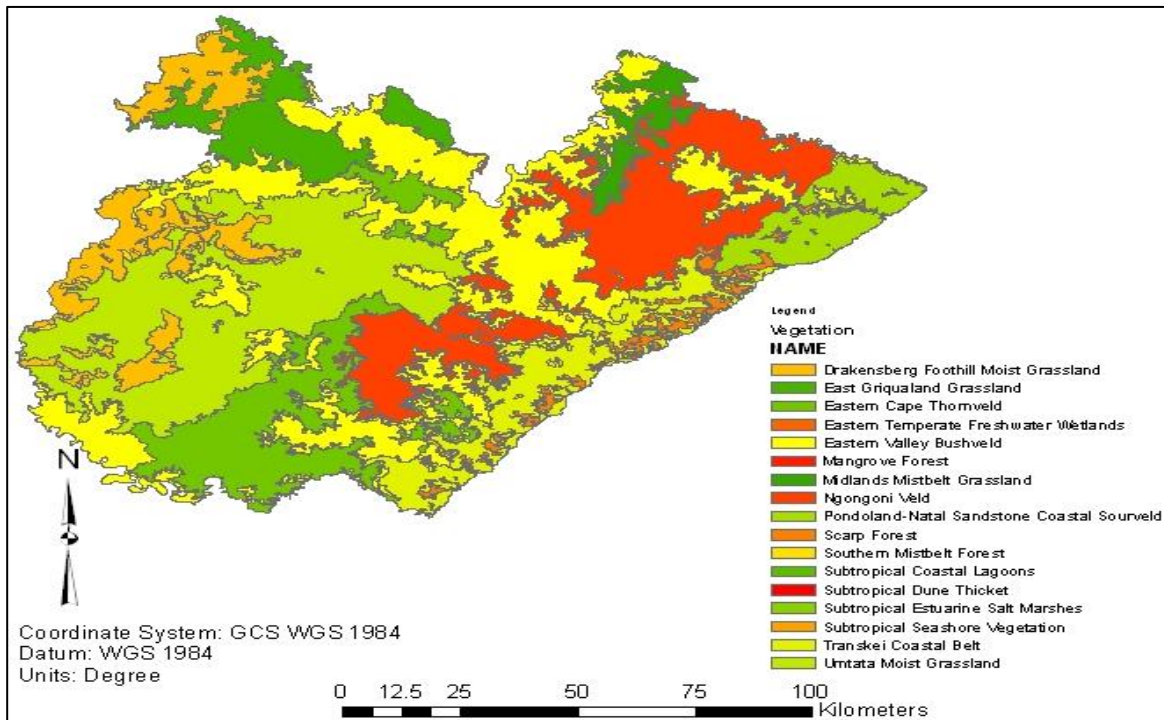 Legend
Vegetation
NAME
Drakensberg Foothill Moist Grassland
East Griqualand Grassland
Eastern Cape Thornveld
Eastern Temperate Freshwater Wetlands
Eastern Valley Bushveld
Mangrove Forest
Midlands Mistbelt Grassland
Ngongoni Veld
Pondoland-Natal Sandstone Coastal Sourveld
Scarp Forest
Southern Mistbelt Forest
Subtropical Coastal Lagoons
Subtropical Dune Thicket
Subtropical Estuarine Salt Marshes
Subtropical Seashore Vegetation
Transkei Coastal Belt
Umtata Moist Grassland
N
Coordinate System: GCS WGS 1984
Datum: WGS 1984
Units: Degree
0 12.5 25 50 75 100
Kilometers